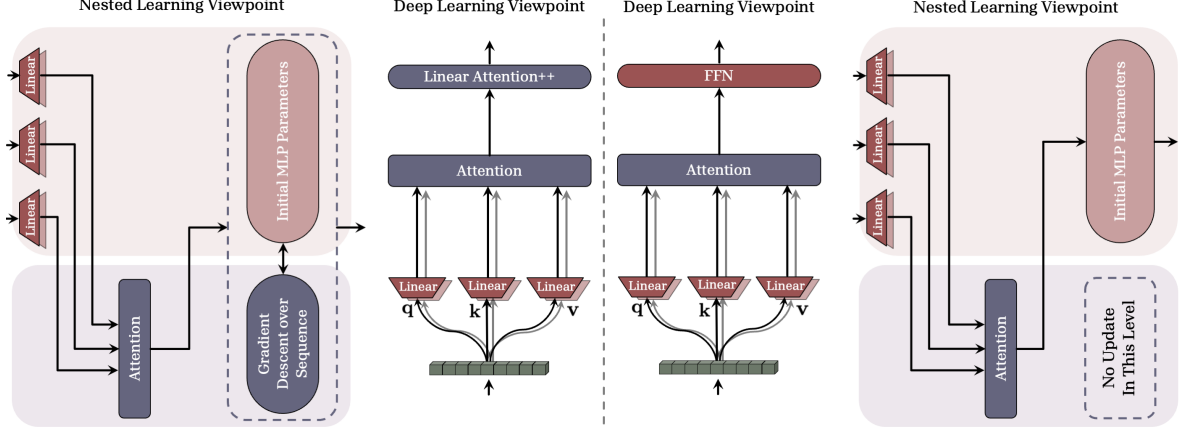 Nested Learning Viewpoint
Linear
Linear
Linear
Initial MLP Parameters
Attention
Gradient
Descent over
Sequence
Deep Learning Viewpoint
Linear Attention++
Attention
Linear
Linear
Linear
q
k
v
Deep Learning Viewpoint
FFN
Attention
Linear
Linear
Linear
q
k
v
Nested Learning Viewpoint
Linear
Linear
Linear
Initial MLP Parameters
Attention
No Update
In This Level